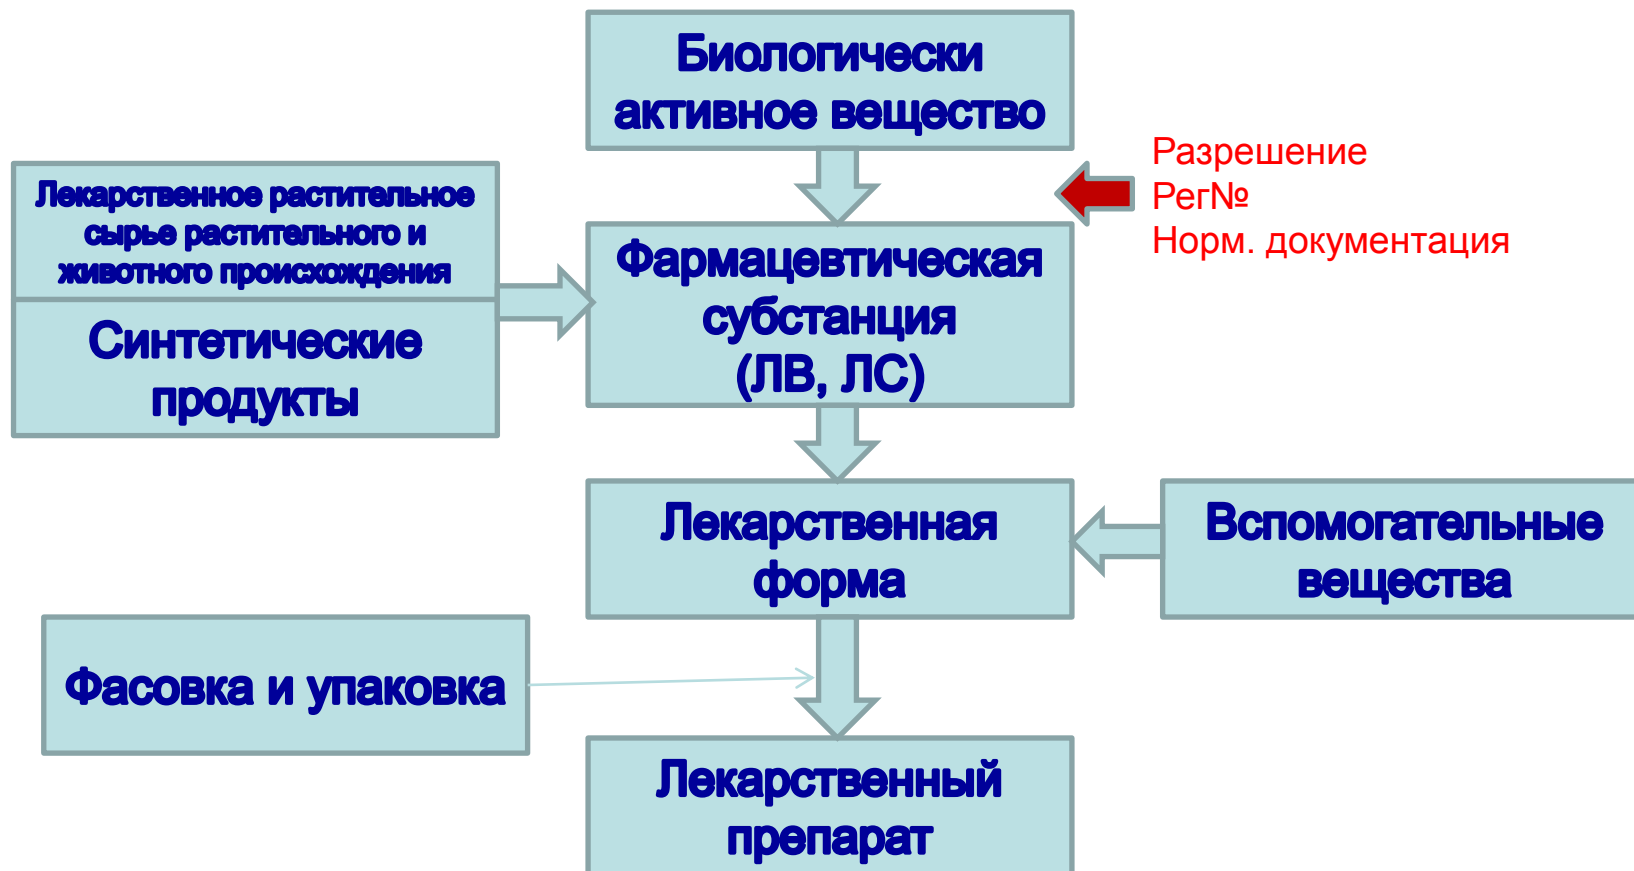 Биологически
активное вещество
Разрешение
Рег№
Норм. документация
Лекарственное растительное
сырье растительного и
животного происхождения
Синтетические
продукты
Фармацевтическая
субстанция
(ЛВ, ЛС)
Лекарственная
форма
Вспомогательные
вещества
Фасовка и упаковка
Лекарственный
препарат